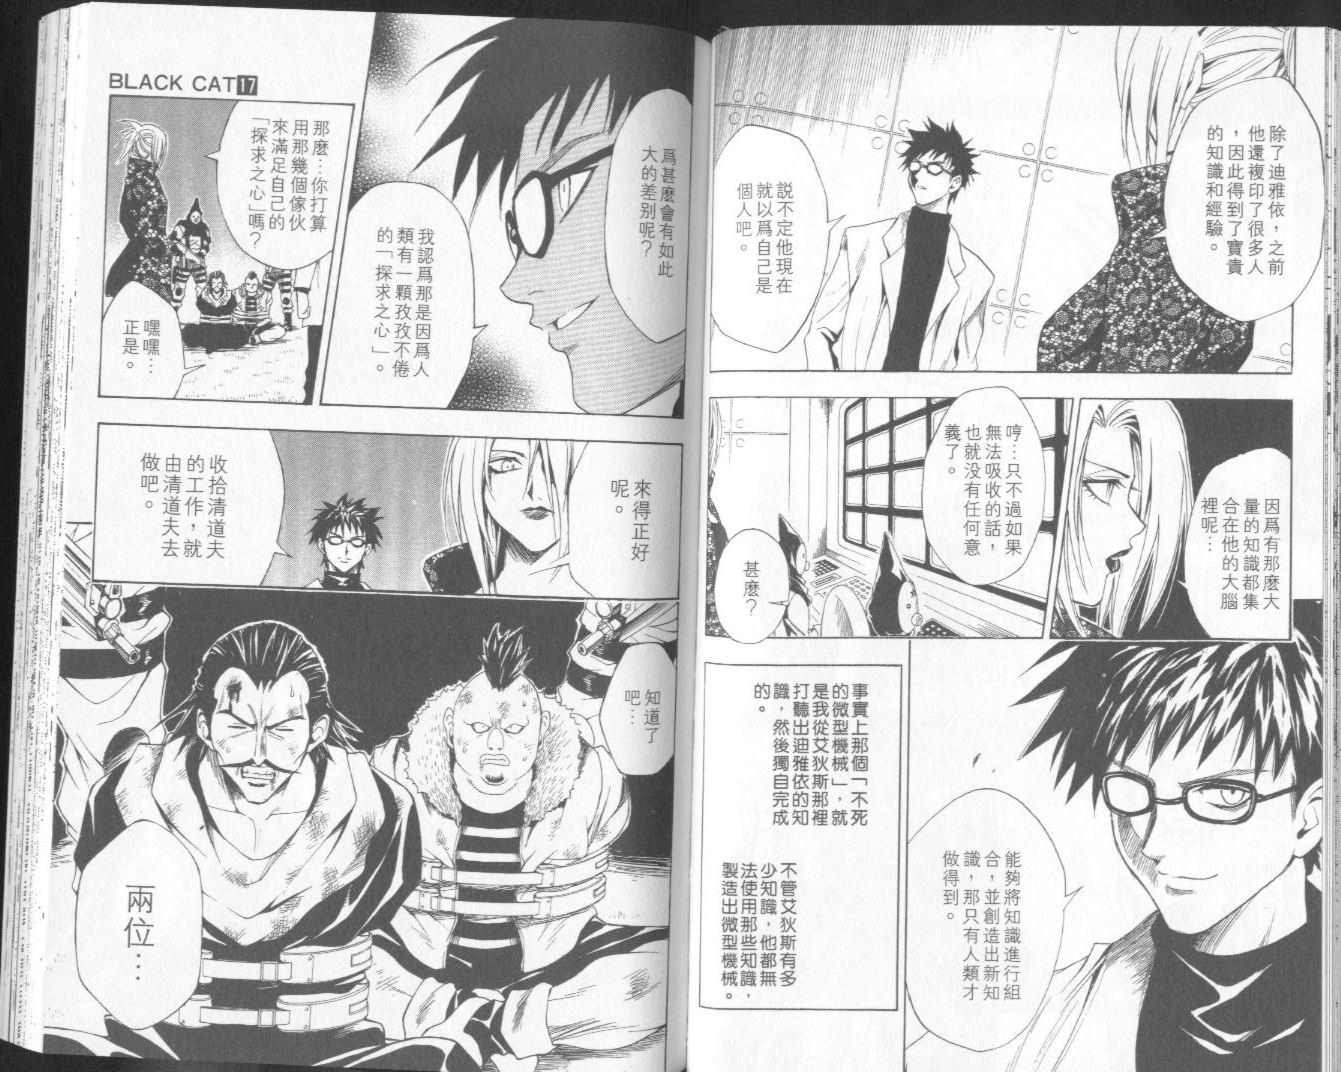 除了迪雅依，之前
他還複印了很多人
，因此得到了寶貴
的知識和經驗。
説不定他現在
就以爲自己是
個人吧。
因爲有那麼大
量的知識都集
合在他的大腦
裡呢…
哼…只不過如果
無法吸收的話，
也就没有任何意
義了。
甚麼？
能夠將知識進行組
合，並創造出新知
識，那只有人類才
做得到。
事實上那個「不死
的微型機械」，就
是我從艾狄斯那裡
打聽出迪雅依的知
識，然後獨自完成
的。
不管艾狄斯有多
少知識，他都無
法使用那些知識，
製造出微型機械。
BLACK CAT 17
爲甚麼會有如此
大的差别呢？
我認爲那是因爲人
類有一顆孜孜不倦
的「探求之心」。
那麼…你打算
用那幾個傢伙
來滿足自己的
「探求之心」嗎？
嘿嘿…
正是。
來得正好
呢。
收拾清道夫
的工作，就
由清道夫去
做吧。
知道了
吧…
兩位…